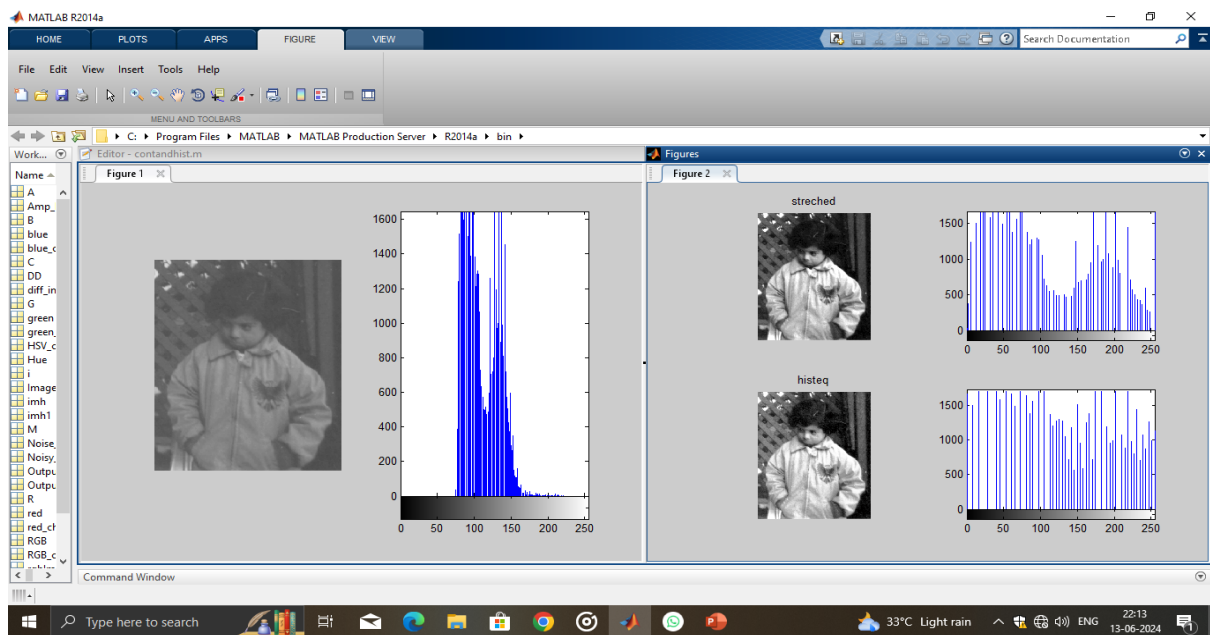 MATLAB R2014a
HOME PLOTS APPS FIGURE VIEW
Search Documentation
File Edit View Insert Tools Help
MENU AND TOOLBARS
C: Program Files MATLAB MATLAB Production Server R2014a bin
Work...
Name
A
Amp_
B
blue
blue_c
C
DD
diff_in
G
green
green_
HSV_c
Hue
i
Image
imh
imh1
M
Noise_
Noisy_
Outpu
Outpu
R
red
red_ch
RGB
RGB_c
Editor - contandhist.m
Figure 1
1600
1400
1200
1000
800
600
400
200
0
0 50 100 150 200 250
Figures
Figure 2
streched
1500
1000
500
0
0 50 100 150 200 250
histeq
1500
1000
500
0
0 50 100 150 200 250
Command Window
Type here to search
33°C Light rain
ENG
22:13
13-06-2024